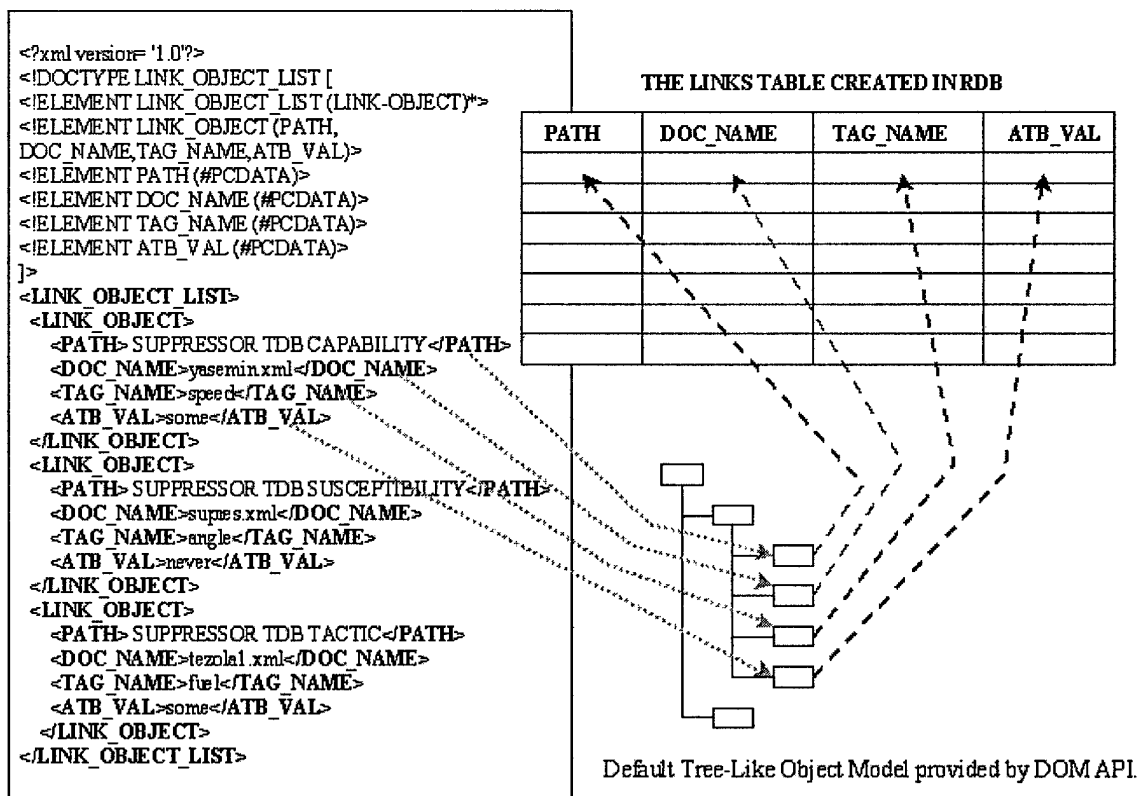 <?xml version= '1.0'?>
<!DOCTYPE LINK_OBJECT_LIST [
<!ELEMENT LINK_OBJECT_LIST (LINK-OBJECT)*>
<!ELEMENT LINK_OBJECT (PATH,
DOC_NAME,TAG_NAME,ATB_VAL)>
<!ELEMENT PATH (#PCDATA)>
<!ELEMENT DOC_NAME (#PCDATA)>
<!ELEMENT TAG_NAME (#PCDATA)>
<!ELEMENT ATB_VAL (#PCDATA)>
]>
<LINK_OBJECT_LIST>
<LINK_OBJECT>
<PATH> SUPPRESSOR TDB CAPABILITY</PATH>
<DOC_NAME>yasemin.xml</DOC_NAME>
<TAG_NAME>speed</TAG_NAME>
<ATB_VAL>some</ATB_VAL>
</LINK_OBJECT>
<LINK_OBJECT>
<PATH> SUPPRESSOR TDB SUSCEPTIBILITY</PATH>
<DOC_NAME>supres.xml</DOC_NAME>
<TAG_NAME>angle</TAG_NAME>
<ATB_VAL>never</ATB_VAL>
</LINK_OBJECT>
<LINK_OBJECT>
<PATH> SUPPRESSOR TDB TACTIC</PATH>
<DOC_NAME>tezola1.xml</DOC_NAME>
<TAG_NAME>fuel</TAG_NAME>
<ATB_VAL>some</ATB_VAL>
</LINK_OBJECT>
</LINK_OBJECT_LIST>
THE LINKS TABLE CREATED IN RDB
PATH DOC_NAME TAG_NAME ATB_VAL
Default Tree-Like Object Model provided by DOM API.